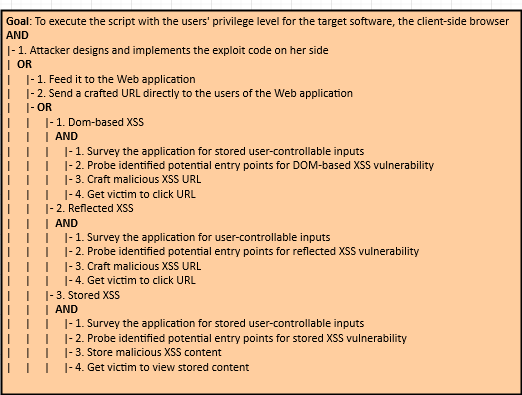 Goal: To execute the script with the users' privilege level for the target software, the client-side browser
AND
|- 1. Attacker designs and implements the exploit code on her side
| OR
| |- 1. Feed it to the Web application
| |- 2. Send a crafted URL directly to the users of the Web application
| |- OR
| | |- 1. Dom-based XSS
| | | AND
| | | |- 1. Survey the application for stored user-controllable inputs
| | | |- 2. Probe identified potential entry points for DOM-based XSS vulnerability
| | | |- 3. Craft malicious XSS URL
| | | |- 4. Get victim to click URL
| | |- 2. Reflected XSS
| | | AND
| | | |- 1. Survey the application for user-controllable inputs
| | | |- 2. Probe identified potential entry points for reflected XSS vulnerability
| | | |- 3. Craft malicious XSS URL
| | | |- 4. Get victim to click URL
| | |- 3. Stored XSS
| | | AND
| | | |- 1. Survey the application for stored user-controllable inputs
| | | |- 2. Probe identified potential entry points for stored XSS vulnerability
| | | |- 3. Store malicious XSS content
| | | |- 4. Get victim to view stored content